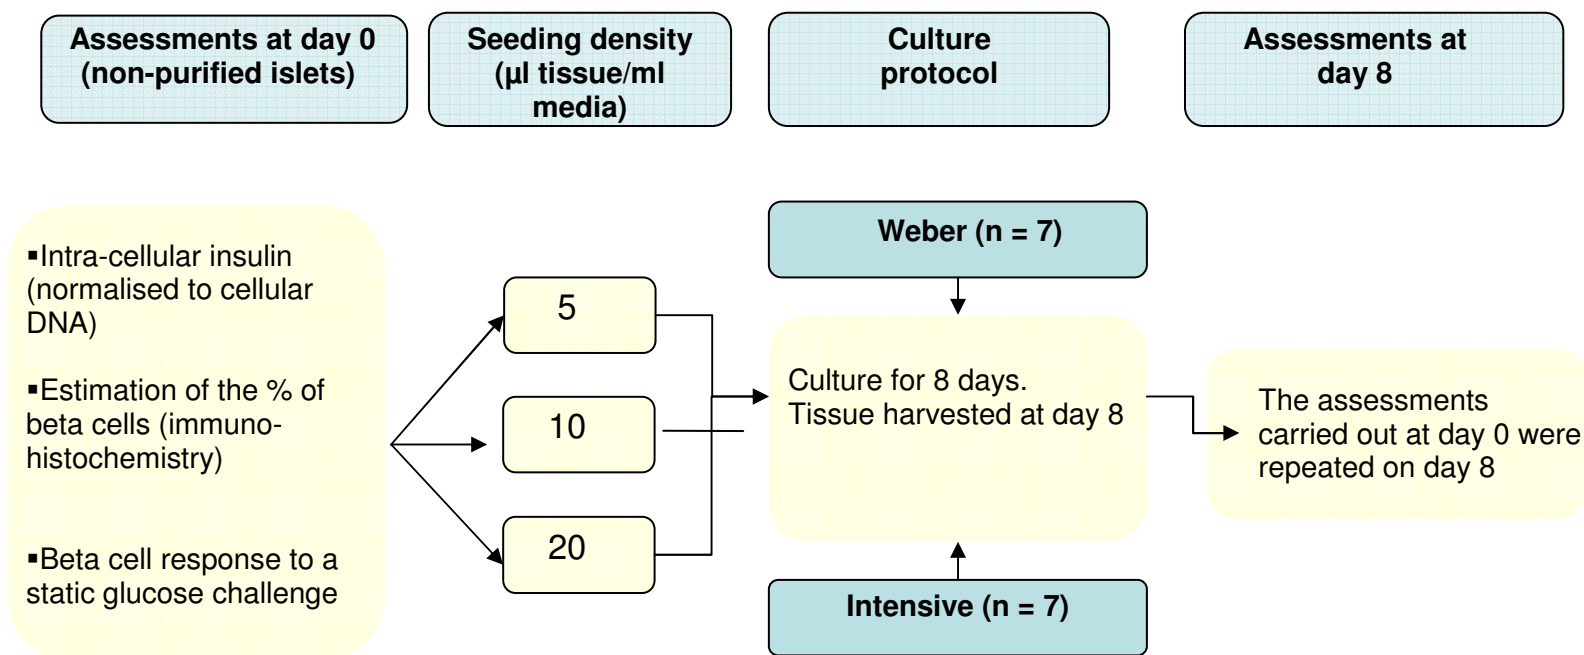 Assessments at day 0
(non-purified islets)
Seeding density
(µl tissue/ml
media)
Culture
protocol
Assessments at
day 8
▪Intra-cellular insulin
(normalised to cellular
DNA)
▪Estimation of the % of
beta cells (immuno-
histochemistry)
▪Beta cell response to a
static glucose challenge
5
10
20
Weber (n = 7)
Culture for 8 days.
Tissue harvested at day 8
Intensive (n = 7)
The assessments
carried out at day 0 were
repeated on day 8